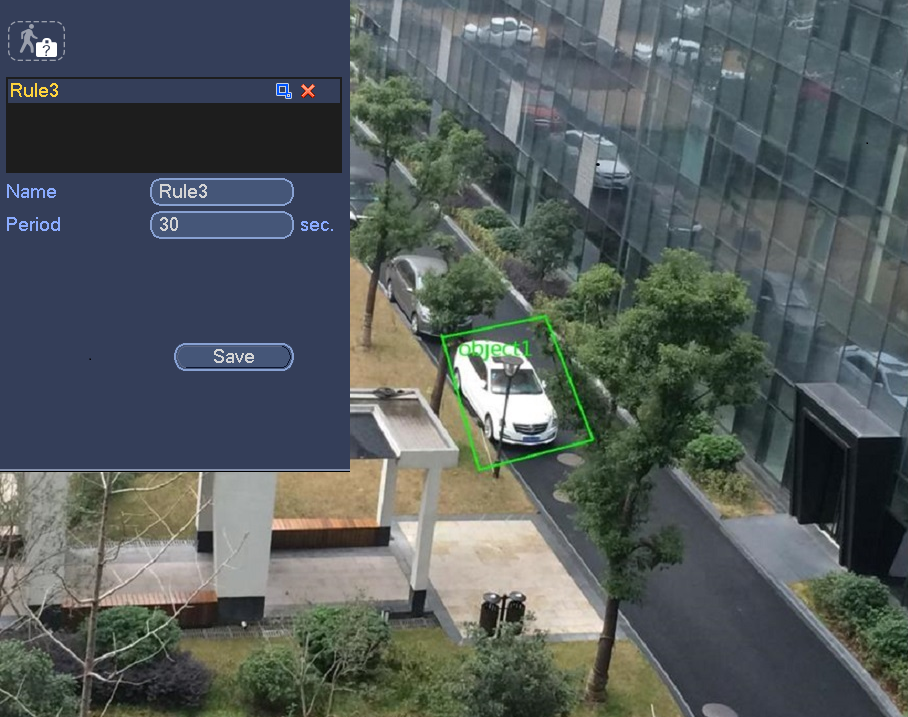 ?
Rule3
Name Rule3
Period 30 sec.
Save
object1